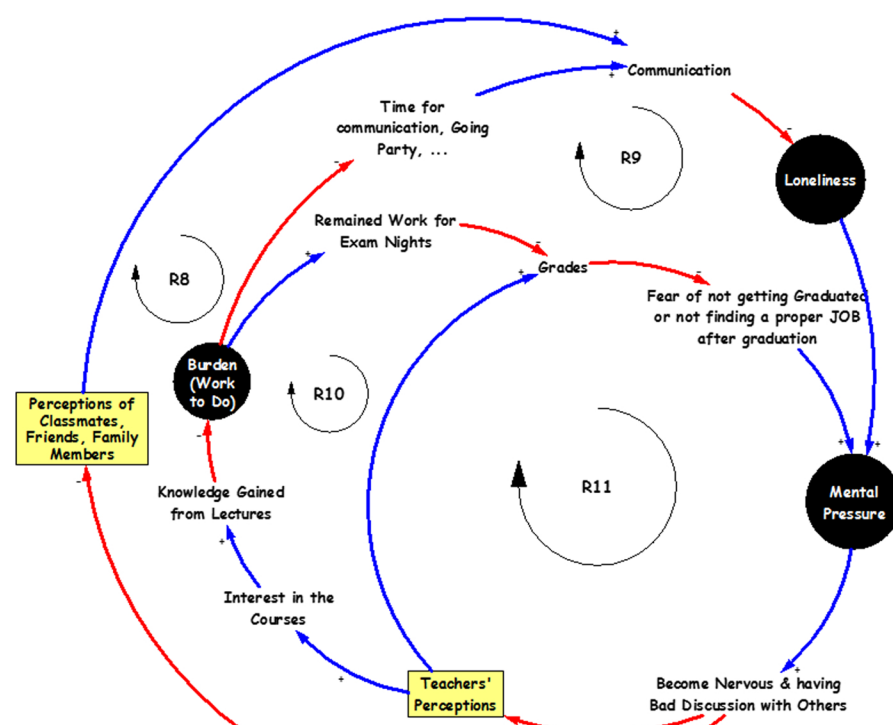 Communication
Time for
communication, Going
Party, ...
R9
Loneliness
Remained Work for
Exam Nights
Grades
R8
Fear of not getting Graduated
or not finding a proper JOB
after graduation
Burden
(Work
to Do)
R10
Perceptions of
Classmates,
Friends, Family
Members
R11
Knowledge Gained
from Lectures
Mental
Pressure
Interest in the
Courses
Teachers'
Perceptions
Become Nervous & having
Bad Discussion with Others